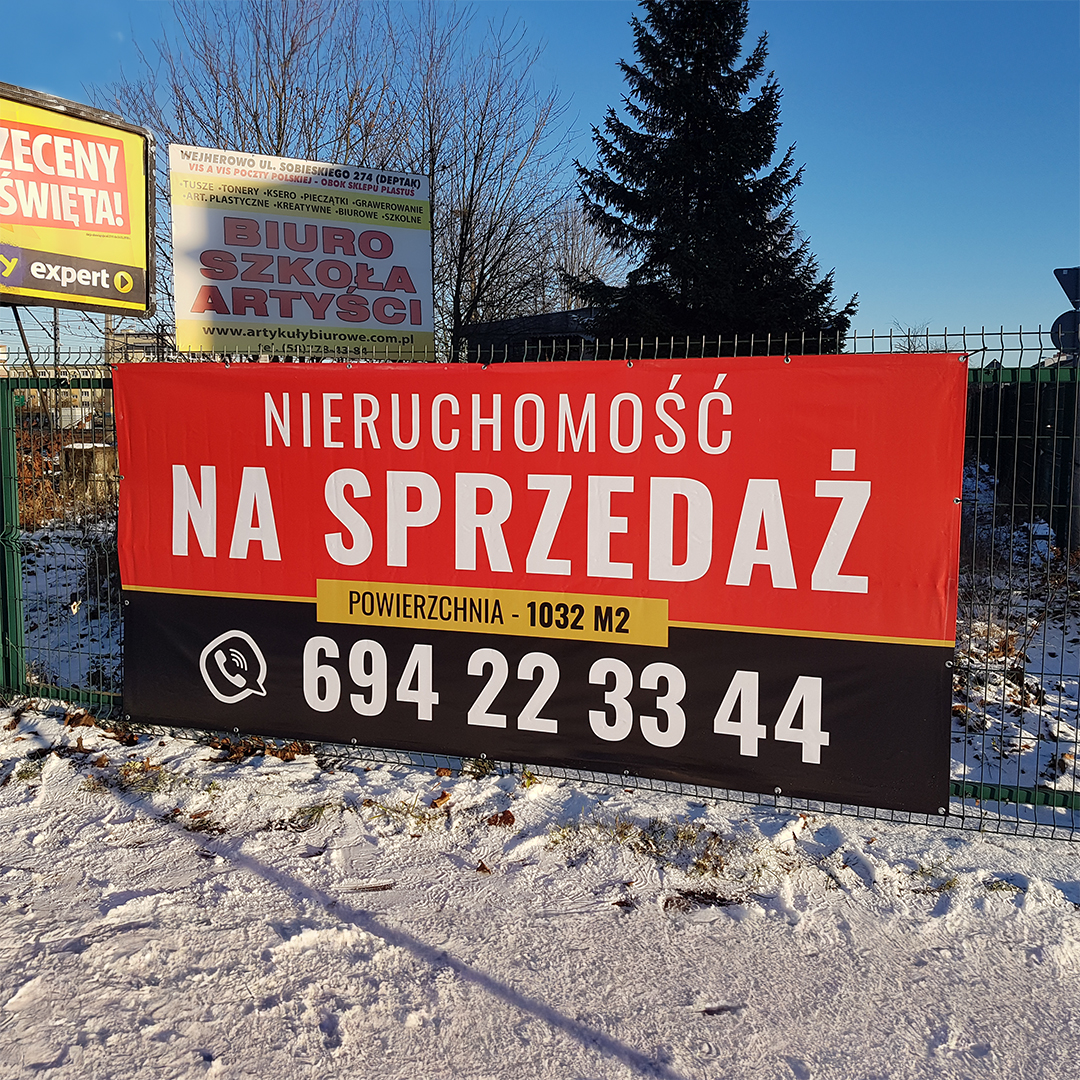 ZECENY
ŚWIĘTA!
y expert
WEJHEROWO UL. SOBIESKIEGO 274 (DEPTAK)
VIS A VIS POCZTY POLSKIEJ - OBOK SKLEPU PLASTUŚ
•TUSZE •TONERY •KSERO •PIECZĄTKI •GRAWEROWANIE
•ART. PLASTYCZNE •KREATYWNE •BIUROWE •SZKOLNE
BIURO
SZKOŁA
ARTYŚCI
www.artykułybiurowe.com.pl
NIERUCHOMOŚĆ
NA SPRZEDAŻ
POWIERZCHNIA - 1032 M2
694 22 33 44